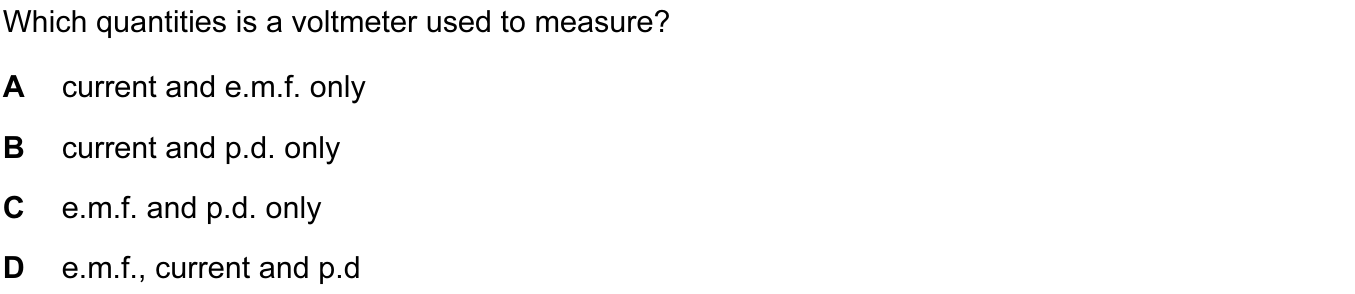 Which quantities is a voltmeter used to measure?
A current and e.m.f. only
B current and p.d. only
C e.m.f. and p.d. only
D e.m.f., current and p.d